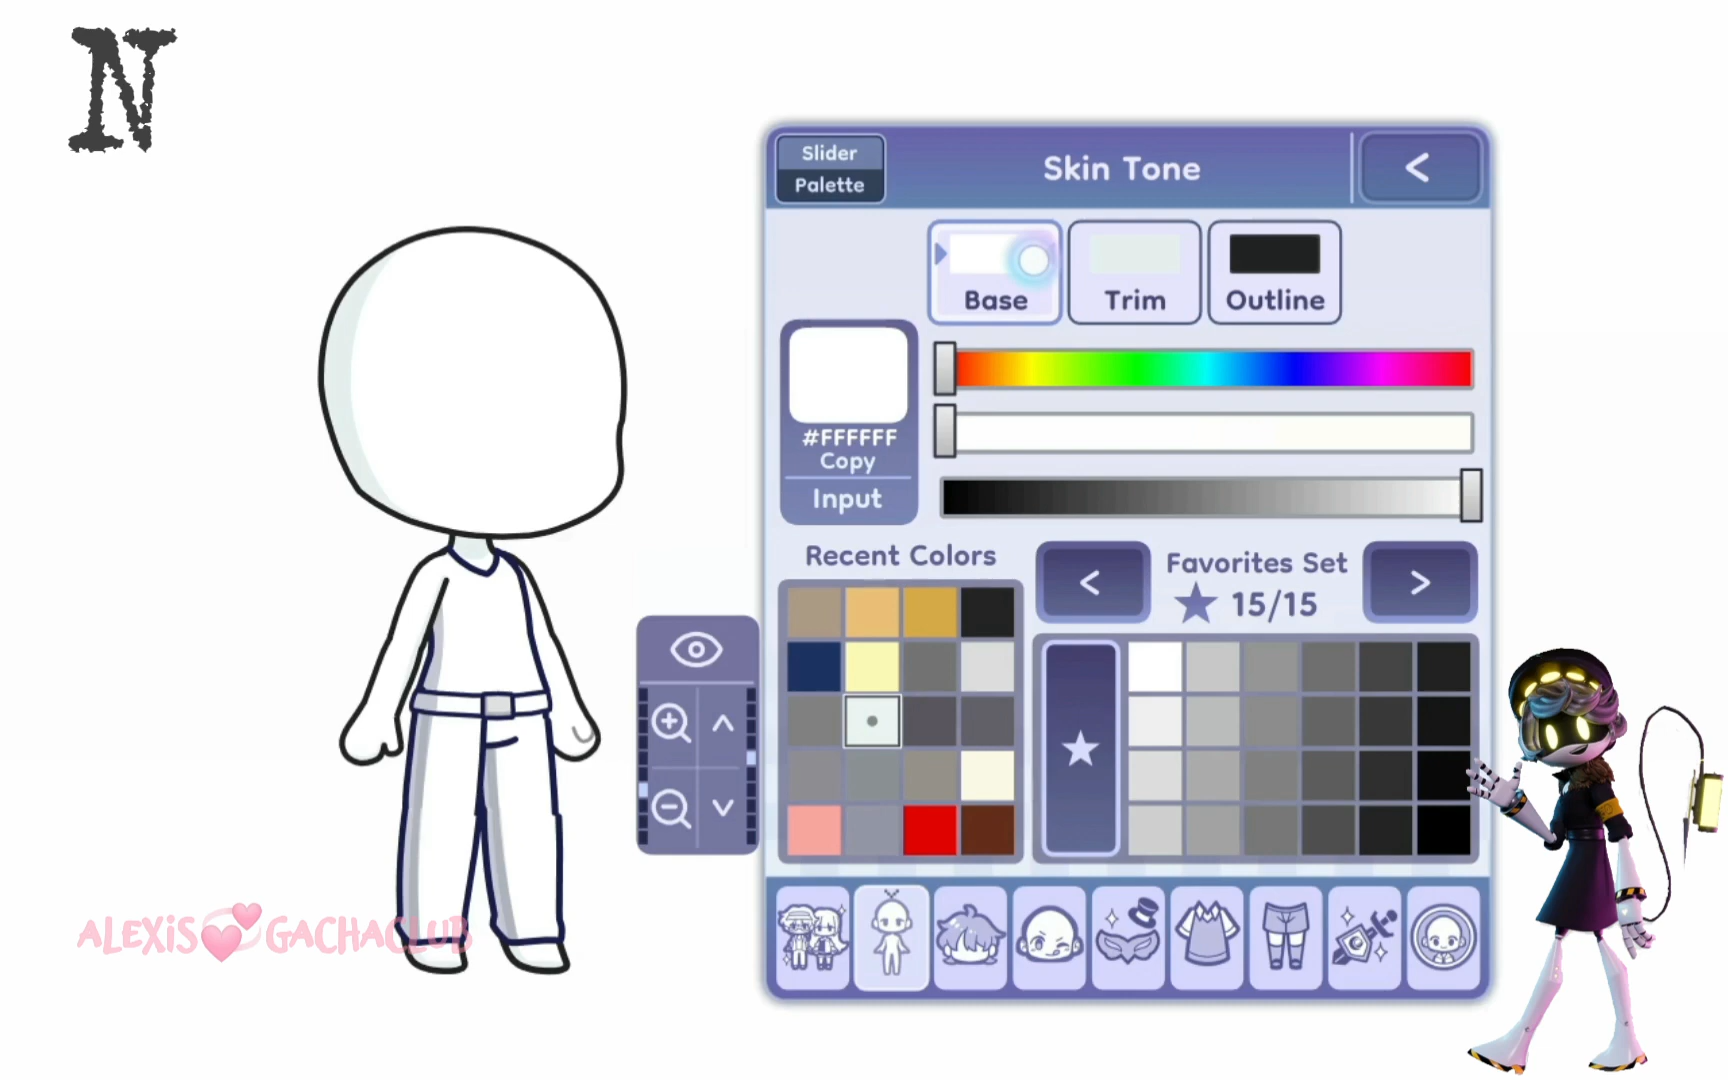 N
Slider
Palette
Skin Tone
<
Base
Trim
Outline
#FFFFFF
Copy
Input
Recent Colors
<
Favorites Set
15/15
>
ALEXiS GACHACLUB